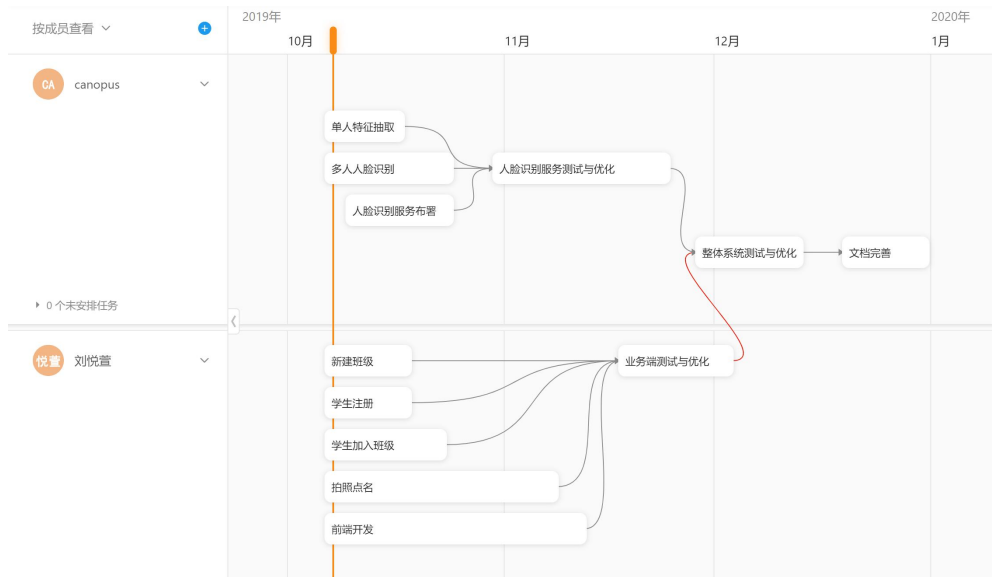 2019年
2020年
按成员查看
10月
11月
12月
1月
CA
canopus
单人特征抽取
多人人脸识别
人脸识别服务测试与优化
人脸识别服务布署
整体系统测试与优化
文档完善
0 个未安排任务
悦萱
刘悦萱
新建班级
业务端测试与优化
学生注册
学生加入班级
拍照点名
前端开发